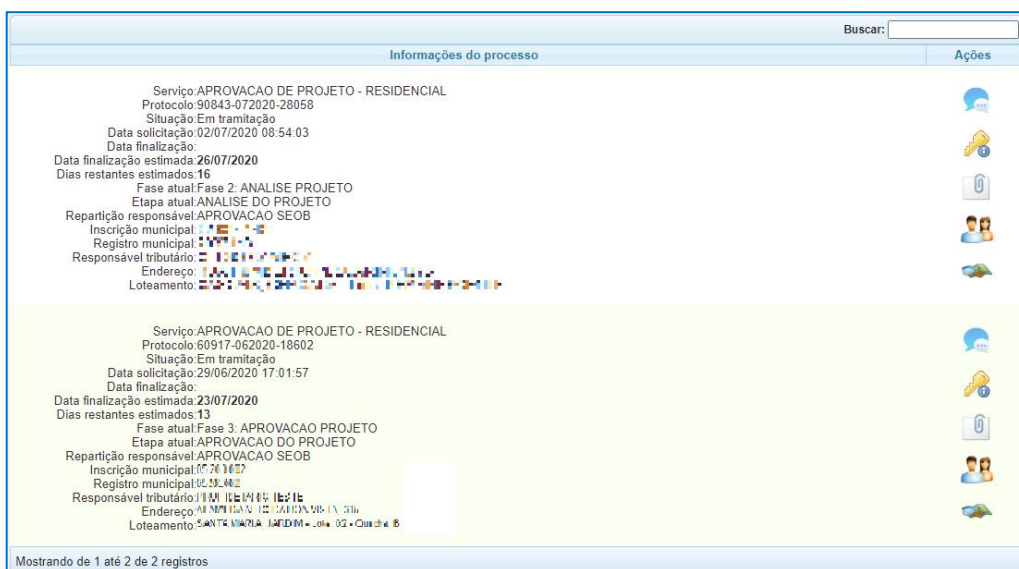 Buscar:
Informações do processo Ações
Serviço:APROVACAO DE PROJETO - RESIDENCIAL
Protocolo:90843-072020-28058
Situação:Em tramitação
Data solicitação:02/07/2020 08:54:03
Data finalização:
Data finalização estimada:26/07/2020
Dias restantes estimados:16
Fase atual:Fase 2: ANALISE PROJETO
Etapa atual:ANALISE DO PROJETO
Repartição responsável:APROVACAO SEOB
Inscrição municipal:
Registro municipal:
Responsável tributário:
Endereço:
Loteamento:
Serviço:APROVACAO DE PROJETO - RESIDENCIAL
Protocolo:60917-062020-18602
Situação:Em tramitação
Data solicitação:29/06/2020 17:01:57
Data finalização:
Data finalização estimada:23/07/2020
Dias restantes estimados:13
Fase atual:Fase 3: APROVACAO PROJETO
Etapa atual:APROVACAO DO PROJETO
Repartição responsável:APROVACAO SEOB
Inscrição municipal:
Registro municipal:
Responsável tributário:
Endereço:
Loteamento:
Mostrando de 1 até 2 de 2 registros